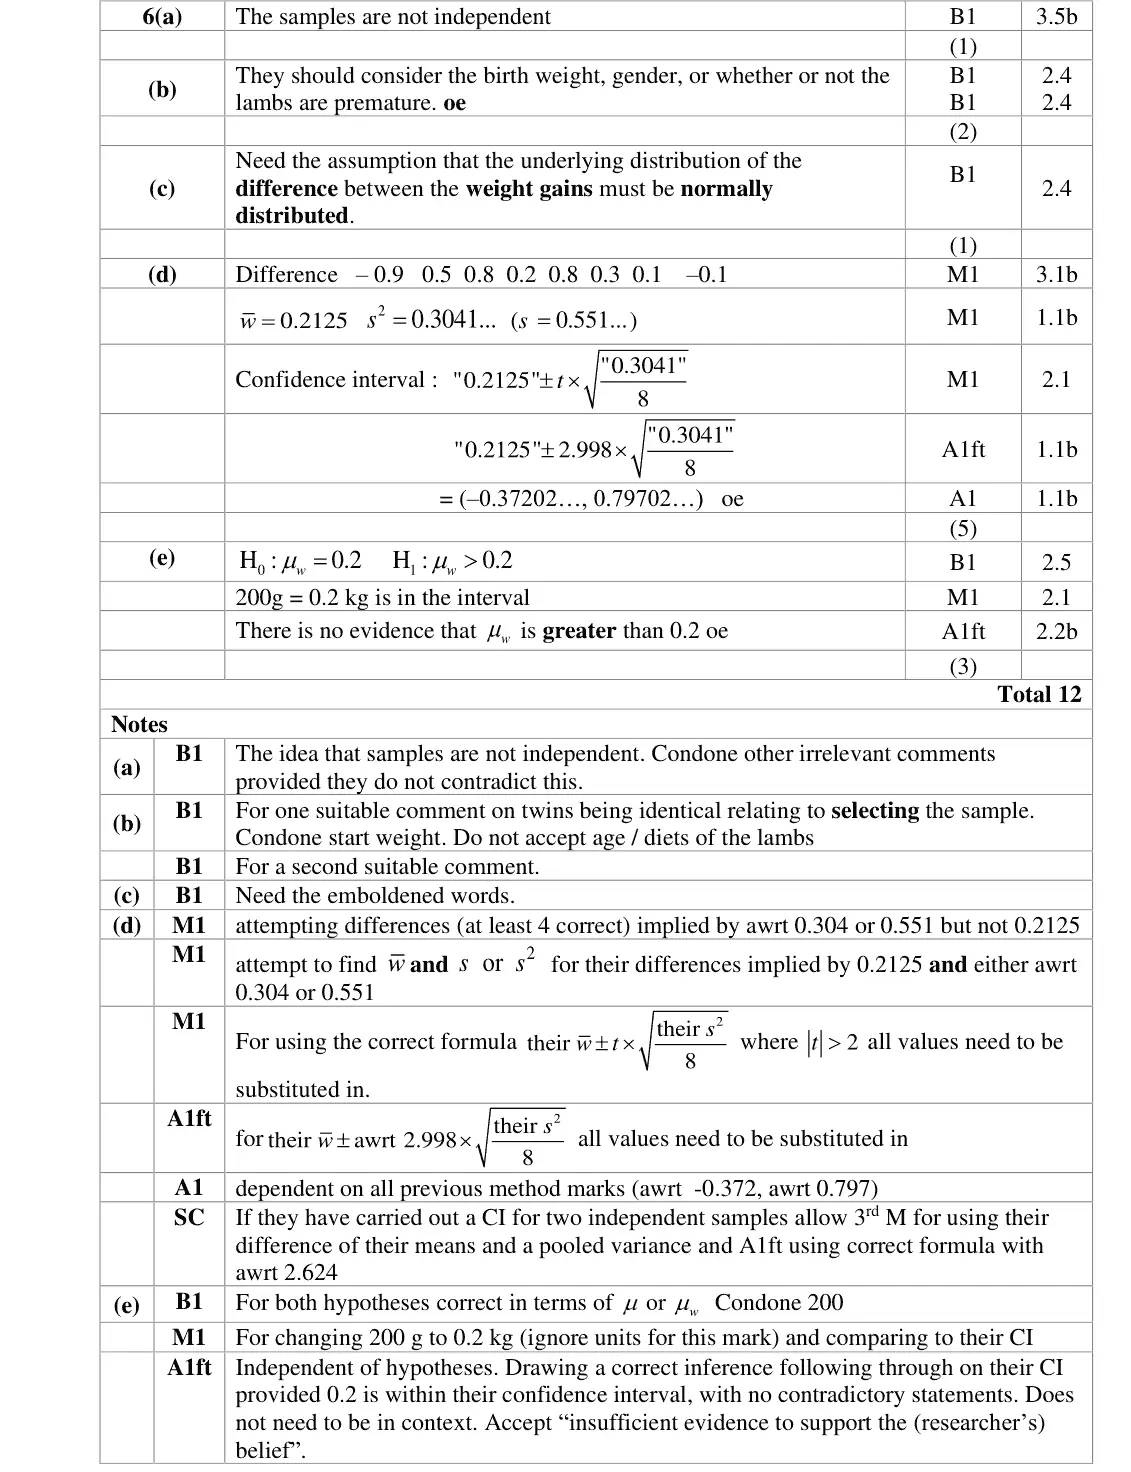 6(a) The samples are not independent B1 3.5b
(1)
(b) They should consider the birth weight, gender, or whether or not the B1 2.4
lambs are premature. oe B1 2.4
(2)
(c) Need the assumption that the underlying distribution of the
difference between the weight gains must be normally B1 2.4
distributed.
(1)
(d) Difference – 0.9 0.5 0.8 0.2 0.8 0.3 0.1 –0.1 M1 3.1b
w̅ = 0.2125 s² = 0.3041... (s = 0.551...) M1 1.1b
Confidence interval : "0.2125"± t × √("0.3041"/8) M1 2.1
"0.2125"± 2.998 × √("0.3041"/8) A1ft 1.1b
= (–0.37202…, 0.79702…) oe A1 1.1b
(5)
(e) H₀ : μ_w = 0.2 H₁ : μ_w > 0.2 B1 2.5
200g = 0.2 kg is in the interval M1 2.1
There is no evidence that μ_w is greater than 0.2 oe A1ft 2.2b
(3)
Total 12
Notes
(a) B1 The idea that samples are not independent. Condone other irrelevant comments
provided they do not contradict this.
(b) B1 For one suitable comment on twins being identical relating to selecting the sample.
Condone start weight. Do not accept age / diets of the lambs
B1 For a second suitable comment.
(c) B1 Need the emboldened words.
(d) M1 attempting differences (at least 4 correct) implied by awrt 0.304 or 0.551 but not 0.2125
M1 attempt to find w̅ and s or s² for their differences implied by 0.2125 and either awrt
0.304 or 0.551
M1 For using the correct formula their w̅ ± t × √(their s²/8) where |t| > 2 all values need to be
substituted in.
A1ft for their w̅ ± awrt 2.998 × √(their s²/8) all values need to be substituted in
A1 dependent on all previous method marks (awrt -0.372, awrt 0.797)
SC If they have carried out a CI for two independent samples allow 3rd M for using their
difference of their means and a pooled variance and A1ft using correct formula with
awrt 2.624
(e) B1 For both hypotheses correct in terms of μ or μ_w Condone 200
M1 For changing 200 g to 0.2 kg (ignore units for this mark) and comparing to their CI
A1ft Independent of hypotheses. Drawing a correct inference following through on their CI
provided 0.2 is within their confidence interval, with no contradictory statements. Does
not need to be in context. Accept “insufficient evidence to support the (researcher’s)
belief”.